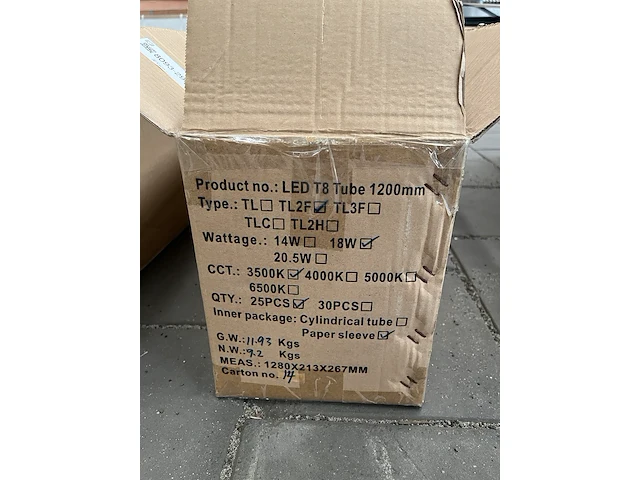 Product no.: LED T8 Tube 1200mm
Type.: TL☐ TL2F☑ TL3F☐
TLC☐ TL2H☐
Wattage.: 14W☐ 18W☑
20.5W☐
CCT.: 3500K☑ 4000K☐ 5000K☐
6500K☐
QTY.: 25PCS☑ 30PCS☐
Inner package: Cylindrical tube☐
Paper sleeve☑
G.W.: 11.93 Kgs
N.W.: 9.2 Kgs
MEAS.: 1280X213X267MM
Carton no. 14